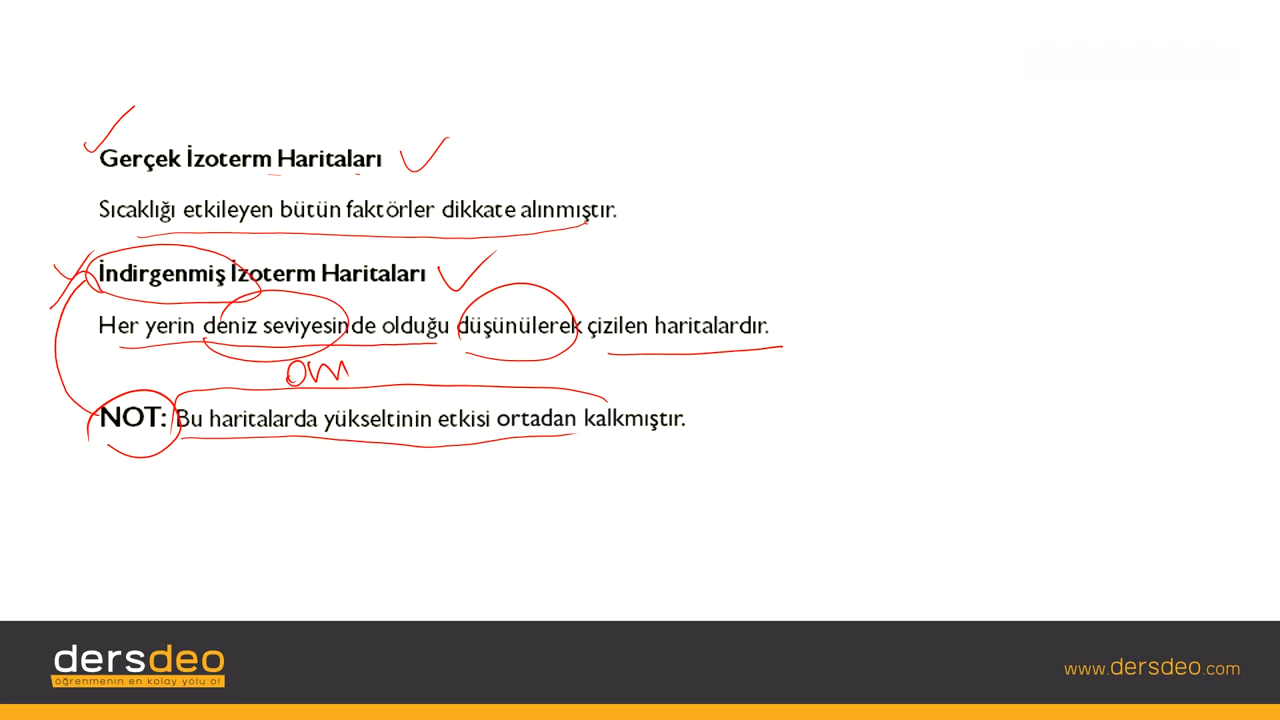 Gerçek İzoterm Haritaları
Sıcaklığı etkileyen bütün faktörler dikkate alınmıştır.
İndirgenmiş İzoterm Haritaları
Her yerin deniz seviyesinde olduğu düşünülerek çizilen haritalardır.
0m
NOT: Bu haritalarda yükseltinin etkisi ortadan kalkmıştır.
dersdeo
öğrenmenin en kolay yolu o!
www.dersdeo.com